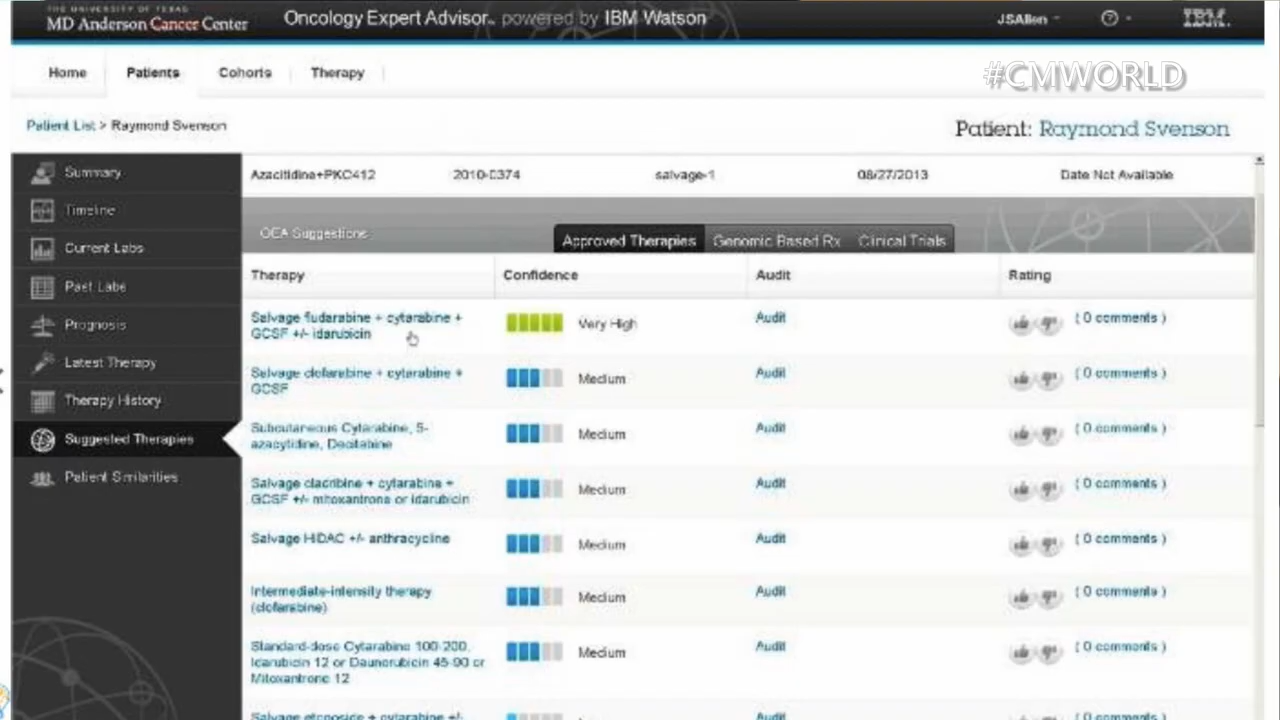 THE UNIVERSITY OF TEXAS
MD Anderson Cancer Center
Oncology Expert Advisor™ powered by IBM Watson
JSAllen
?
IBM.
Home
Patients
Cohorts
Therapy
#CMWORLD
Patient List > Raymond Svenson
Patient: Raymond Svenson
Summary
Timeline
Current Labs
Past Labs
Prognosis
Latest Therapy
Therapy History
Suggested Therapies
Patient Similarities
Azacitidine+PKC412 2010-0374 salvage-1 08/27/2013 Date Not Available
OEA Suggestions
Approved Therapies Genomic Based Rx Clinical Trials
Therapy Confidence Audit Rating
Salvage fludarabine + cytarabine +
GCSF +/- idarubicin
Very High
Audit
( 0 comments )
Salvage clofarabine + cytarabine +
GCSF
Medium
Audit
( 0 comments )
Subcutaneous Cytarabine, 5-
azacytidine, Decitabine
Medium
Audit
( 0 comments )
Salvage cladribine + cytarabine +
GCSF +/- mitoxantrone or idarubicin
Medium
Audit
( 0 comments )
Salvage HiDAC +/- anthracycline
Medium
Audit
( 0 comments )
Intermediate-intensity therapy
(clofarabine)
Medium
Audit
( 0 comments )
Standard-dose Cytarabine 100-200,
Idarubicin 12 or Daunorubicin 45-90 or
Mitoxantrone 12
Medium
Audit
( 0 comments )
Salvage etoposide + cytarabine +/-
Audit
( 0 comments )